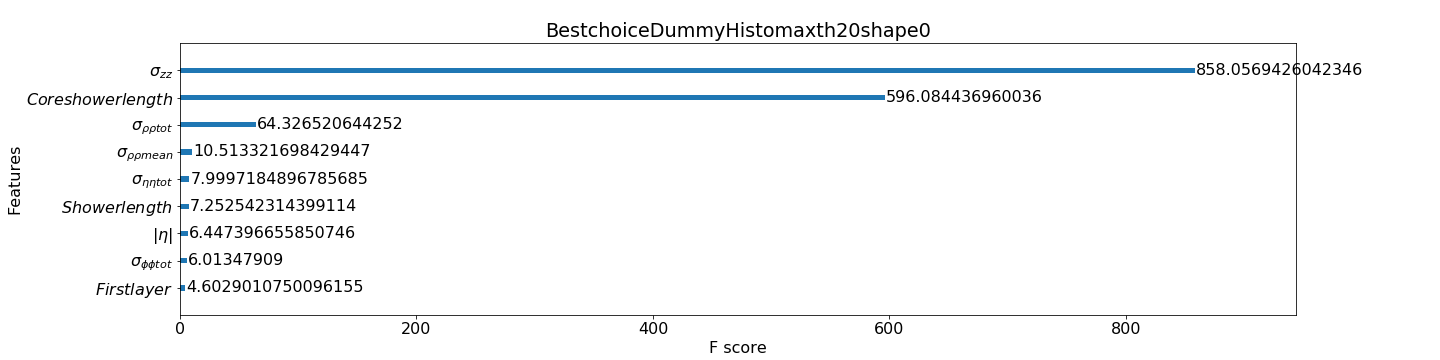 BestchoiceDummyHistomaxth20shape0
σzz 858.0569426042346
Coreshowerlength 596.084436960036
σρρtot 64.326520644252
σρρmean 10.513321698429447
σηηtot 7.9997184896785685
Showerlength 7.252542314399114
|η| 6.447396655850746
σϕϕtot 6.01347909
Firstlayer 4.6029010750096155
0 200 400 600 800
F score
Features